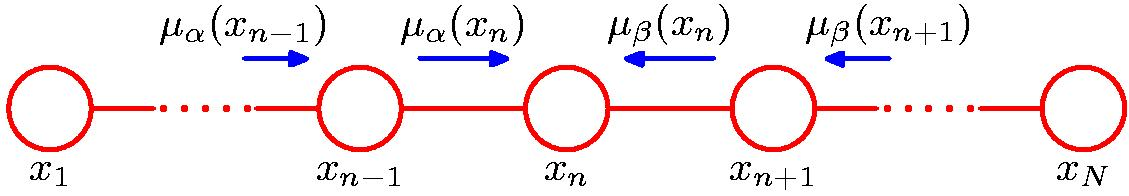 μ_α(x_{n−1}) μ_α(x_n) μ_β(x_n) μ_β(x_{n+1})
x_1 x_{n−1} x_n x_{n+1} x_N